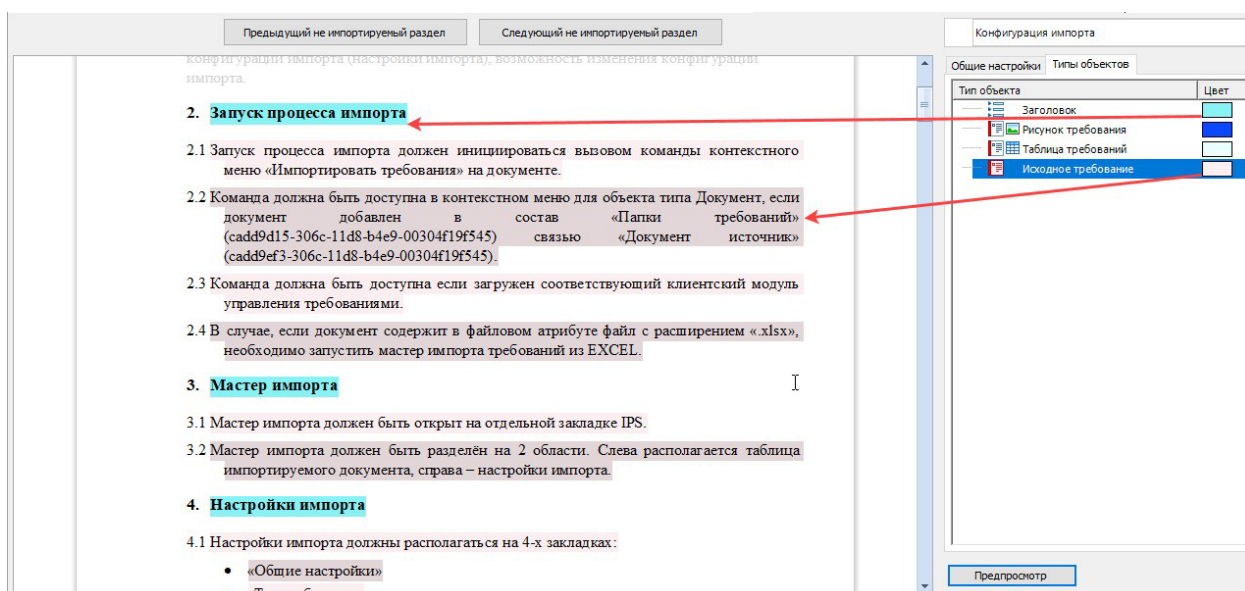 Предыдущий не импортируемый раздел
Следующий не импортируемый раздел
Конфигурация импорта
конфигурации импорта (настройки импорта), возможность изменения конфигурации
импорта.
2. Запуск процесса импорта
2.1 Запуск процесса импорта должен инициироваться вызовом команды контекстного
меню «Импортировать требования» на документе.
2.2 Команда должна быть доступна в контекстном меню для объекта типа Документ, если
документ добавлен в состав «Папки требований»
(cadd9d15-306c-11d8-b4e9-00304f19f545) связью «Документ источник»
(cadd9ef3-306c-11d8-b4e9-00304f19f545).
2.3 Команда должна быть доступна если загружен соответствующий клиентский модуль
управления требованиями.
2.4 В случае, если документ содержит в файловом атрибуте файл с расширением «.xlsx»,
необходимо запустить мастер импорта требований из EXCEL.
3. Мастер импорта
3.1 Мастер импорта должен быть открыт на отдельной закладке IPS.
3.2 Мастер импорта должен быть разделён на 2 области. Слева располагается таблица
импортируемого документа, справа – настройки импорта.
4. Настройки импорта
4.1 Настройки импорта должны располагаться на 4-х закладках:
• «Общие настройки»
Общие настройки
Типы объектов
Тип объекта
Цвет
Заголовок
Рисунок требования
Таблица требований
Исходное требование
Предпросмотр